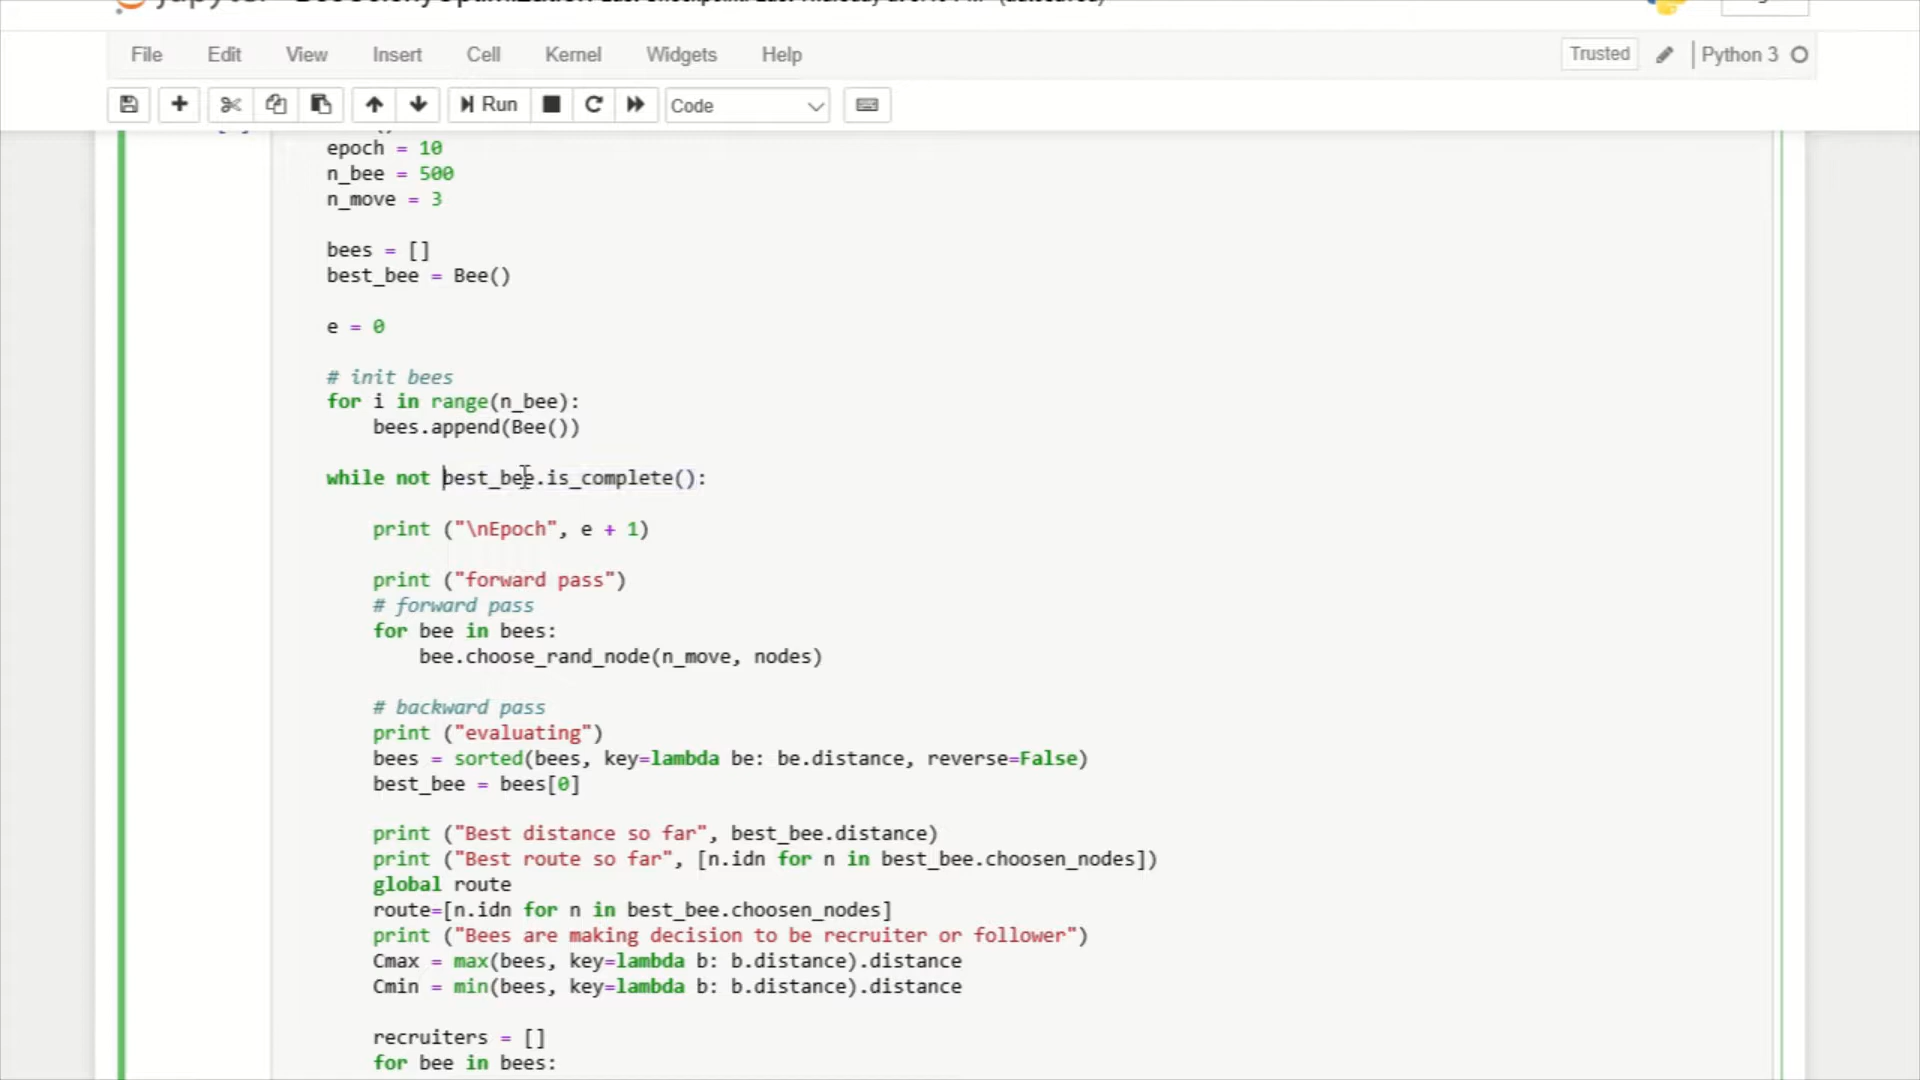 File Edit View Insert Cell Kernel Widgets Help Trusted Python 3
Run Code
epoch = 10
n_bee = 500
n_move = 3
bees = []
best_bee = Bee()
e = 0
# init bees
for i in range(n_bee):
bees.append(Bee())
while not best_bee.is_complete():
print ("\nEpoch", e + 1)
print ("forward pass")
# forward pass
for bee in bees:
bee.choose_rand_node(n_move, nodes)
# backward pass
print ("evaluating")
bees = sorted(bees, key=lambda be: be.distance, reverse=False)
best_bee = bees[0]
print ("Best distance so far", best_bee.distance)
print ("Best route so far", [n.idn for n in best_bee.choosen_nodes])
global route
route=[n.idn for n in best_bee.choosen_nodes]
print ("Bees are making decision to be recruiter or follower")
Cmax = max(bees, key=lambda b: b.distance).distance
Cmin = min(bees, key=lambda b: b.distance).distance
recruiters = []
for bee in bees: